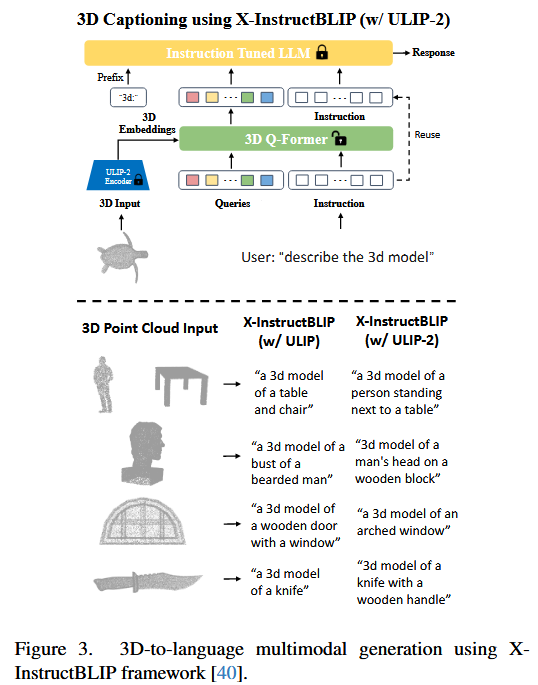 3D Captioning using X-InstructBLIP (w/ ULIP-2)
Instruction Tuned LLM
Response
Prefix
"3d:"
...
...
3D
Embeddings
Instruction
3D Q-Former
Reuse
ULIP-2
Encoder
...
...
3D Input
Queries
Instruction
User: "describe the 3d model"
3D Point Cloud Input
X-InstructBLIP
(w/ ULIP)
X-InstructBLIP
(w/ ULIP-2)
"a 3d model
of a table
and chair"
"a 3d model of a
person standing
next to a table"
"a 3d model of a
bust of a
bearded man"
"3d model of a
man's head on a
wooden block"
"a 3d model of
a wooden door
with a window"
"a 3d model of an
arched window"
"a 3d model
of a knife"
"3d model of a
knife with a
wooden handle"
Figure 3. 3D-to-language multimodal generation using X-
InstructBLIP framework [40].